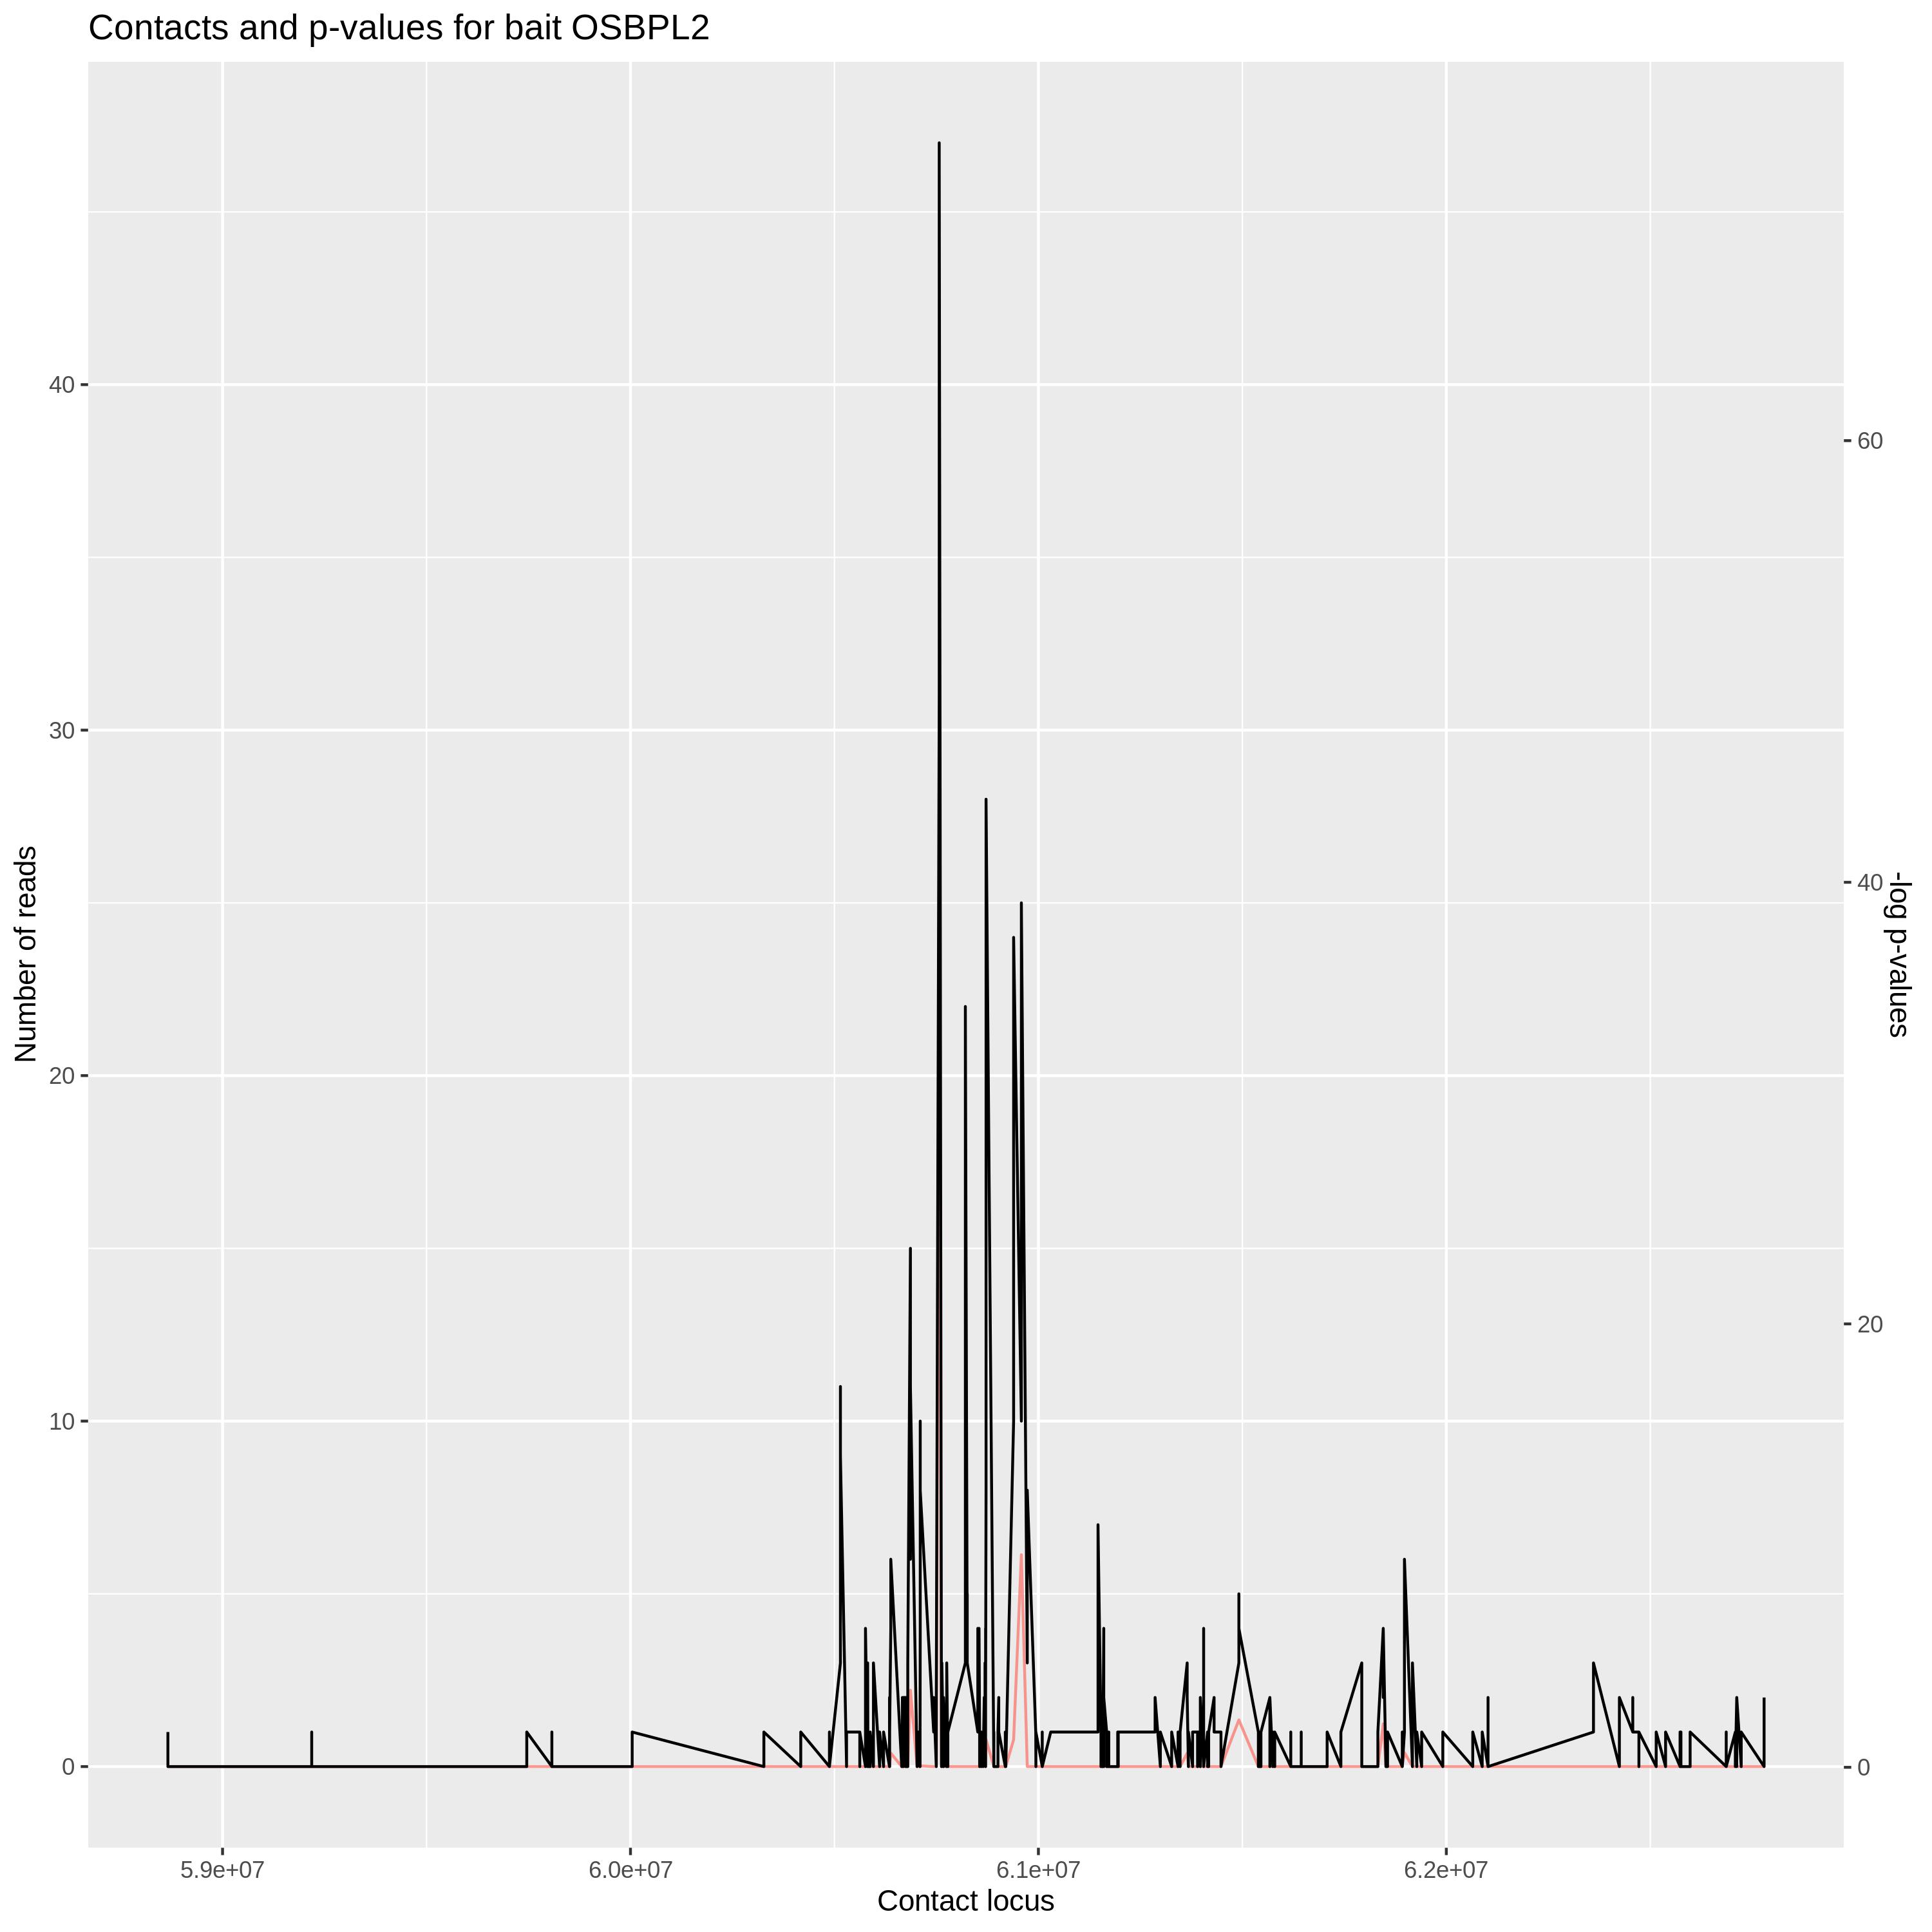 Contacts and p-values for bait OSBPL2
Number of reads
40
30
20
10
0
60
40
20
0
-log p-values
5.9e+07
6.0e+07
6.1e+07
6.2e+07
Contact locus